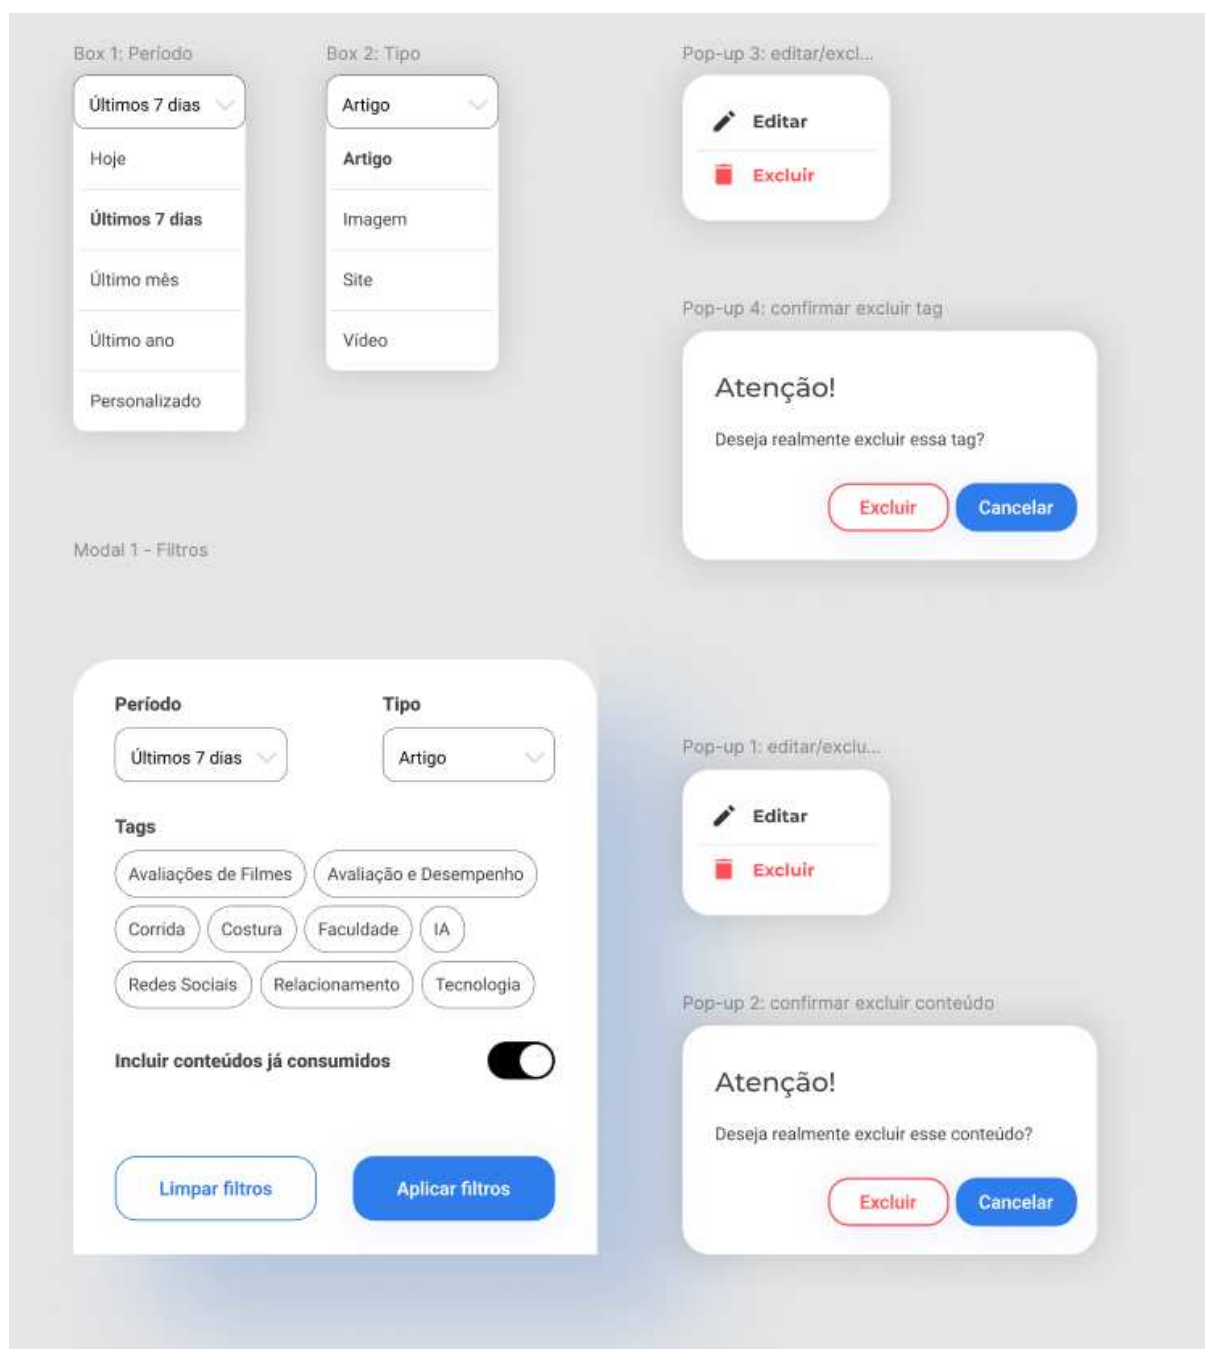 Box 1: Período
Últimos 7 dias
Hoje
Últimos 7 dias
Último mês
Último ano
Personalizado
Box 2: Tipo
Artigo
Artigo
Imagem
Site
Vídeo
Pop-up 3: editar/excl...
Editar
Excluir
Pop-up 4: confirmar excluir tag
Atenção!
Deseja realmente excluir essa tag?
Excluir Cancelar
Modal 1 - Filtros
Período Tipo
Últimos 7 dias Artigo
Tags
Avaliações de Filmes Avaliação e Desempenho
Corrida Costura Faculdade IA
Redes Sociais Relacionamento Tecnologia
Incluir conteúdos já consumidos
Limpar filtros Aplicar filtros
Pop-up 1: editar/exclu...
Editar
Excluir
Pop-up 2: confirmar excluir conteúdo
Atenção!
Deseja realmente excluir esse conteúdo?
Excluir Cancelar